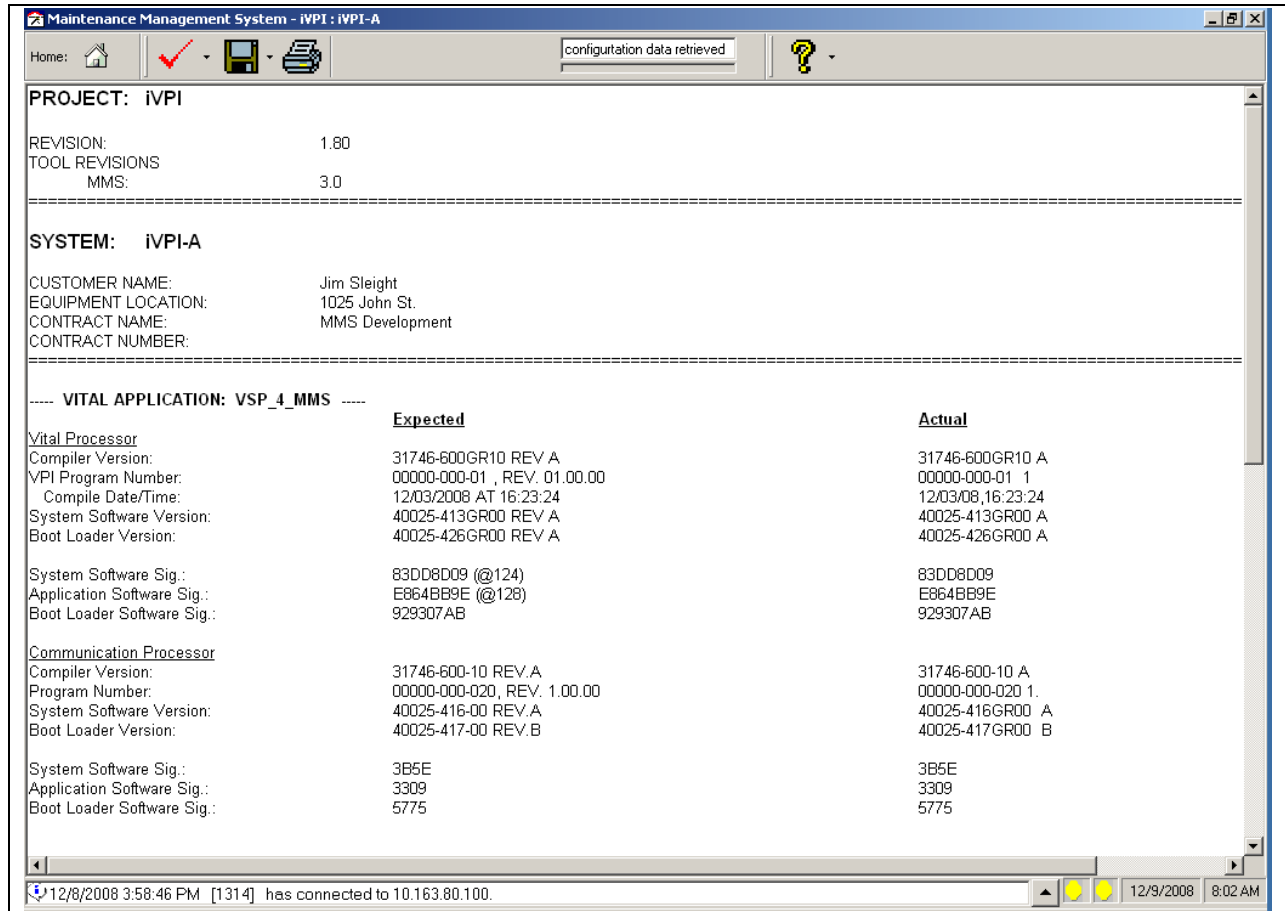 Maintenance Management System - iVPI : iVPI-A
Home: configurtation data retrieved
PROJECT: iVPI
REVISION: 1.80
TOOL REVISIONS
MMS: 3.0
SYSTEM: iVPI-A
CUSTOMER NAME: Jim Sleight
EQUIPMENT LOCATION: 1025 John St.
CONTRACT NAME: MMS Development
CONTRACT NUMBER:
----- VITAL APPLICATION: VSP_4_MMS -----
Expected Actual
Vital Processor
Compiler Version: 31746-600GR10 REV A 31746-600GR10 A
VPI Program Number: 00000-000-01 , REV. 01.00.00 00000-000-01 1
Compile Date/Time: 12/03/2008 AT 16:23:24 12/03/08,16:23:24
System Software Version: 40025-413GR00 REV A 40025-413GR00 A
Boot Loader Version: 40025-426GR00 REV A 40025-426GR00 A
System Software Sig.: 83DD8D09 (@124) 83DD8D09
Application Software Sig.: E864BB9E (@128) E864BB9E
Boot Loader Software Sig.: 929307AB 929307AB
Communication Processor
Compiler Version: 31746-600-10 REV.A 31746-600-10 A
Program Number: 00000-000-020, REV. 1.00.00 00000-000-020 1.
System Software Version: 40025-416-00 REV.A 40025-416GR00 A
Boot Loader Version: 40025-417-00 REV.B 40025-417GR00 B
System Software Sig.: 3B5E 3B5E
Application Software Sig.: 3309 3309
Boot Loader Software Sig.: 5775 5775
12/8/2008 3:58:46 PM [1314] has connected to 10.163.80.100. 12/9/2008 8:02 AM